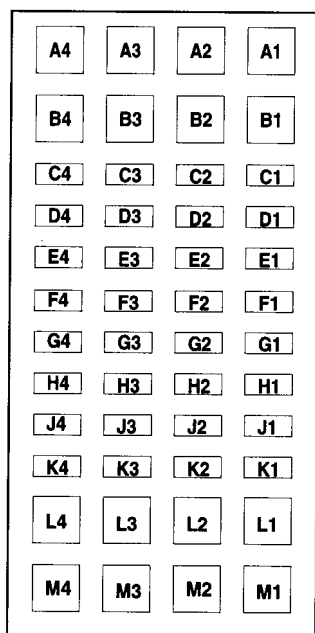 A4 A3 A2 A1
B4 B3 B2 B1
C4 C3 C2 C1
D4 D3 D2 D1
E4 E3 E2 E1
F4 F3 F2 F1
G4 G3 G2 G1
H4 H3 H2 H1
J4 J3 J2 J1
K4 K3 K2 K1
L4 L3 L2 L1
M4 M3 M2 M1